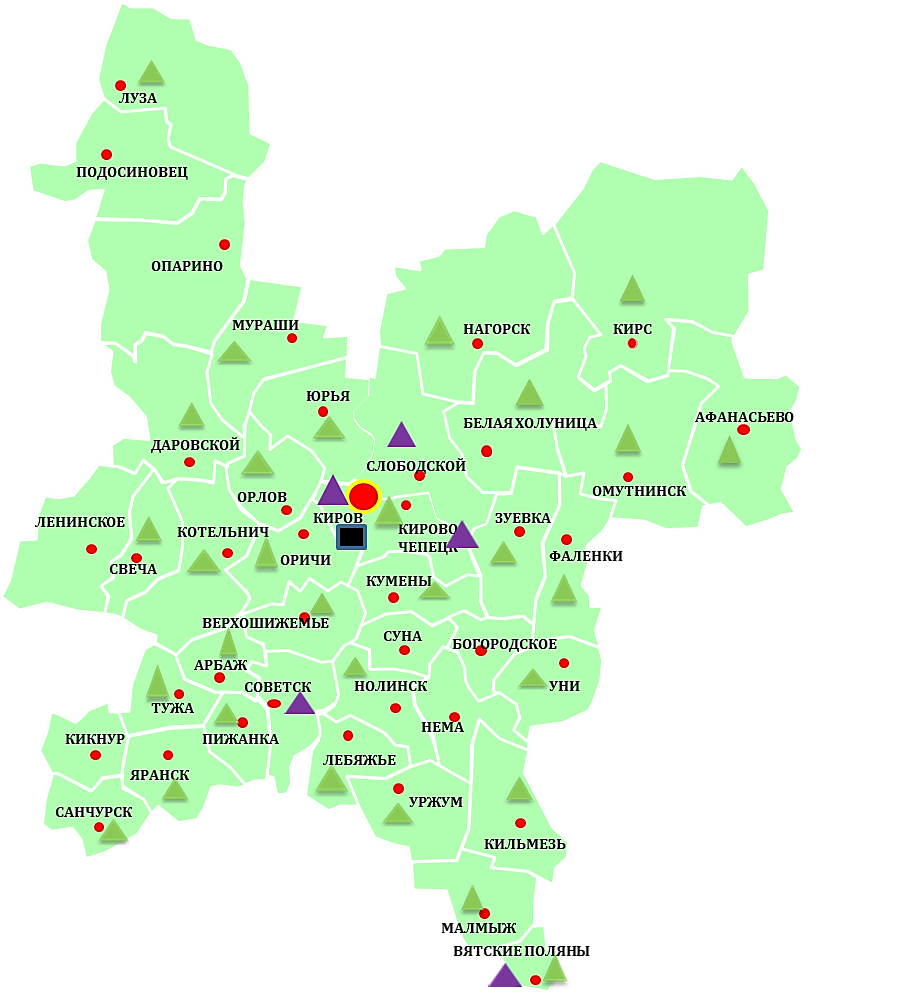 ЛУЗА
ПОДОСИНОВЕЦ
ОПАРИНО
МУРАШИ
НАГОРСК
КИРС
ЮРЬЯ
БЕЛАЯ ХОЛУНИЦА
АФАНАСЬЕВО
ДАРОВСКОЙ
СЛОБОДСКОЙ
ОМУТНИНСК
ОРЛОВ
КИРОВ
ЗУЕВКА
ЛЕНИНСКОЕ
КОТЕЛЬНИЧ
КИРОВО
ЧЕПЕЦК
ФАЛЕНКИ
СВЕЧА
ОРИЧИ
КУМЕНЫ
ВЕРХОШИЖЕМЬЕ
СУНА
БОГОРОДСКОЕ
АРБАЖ
СОВЕТСК
НОЛИНСК
УНИ
ТУЖА
НЕМА
КИКНУР
ПИЖАНКА
ЛЕБЯЖЬЕ
ЯРАНСК
УРЖУМ
САНЧУРСК
КИЛЬМЕЗЬ
МАЛМЫЖ
ВЯТСКИЕ ПОЛЯНЫ